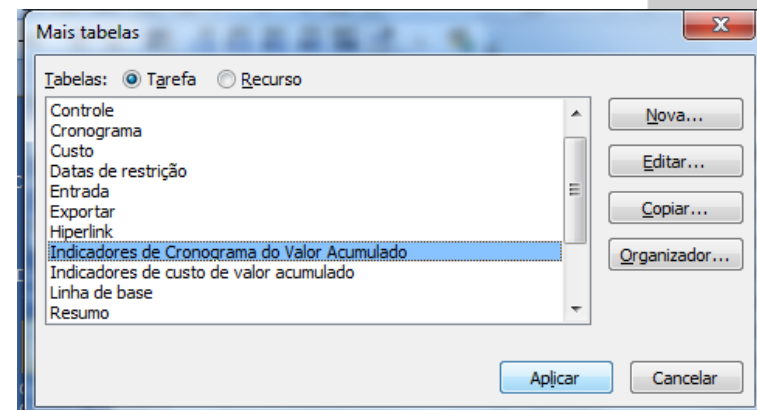 Mais tabelas
Tabelas: Tarefa Recurso
Controle
Cronograma
Custo
Datas de restrição
Entrada
Exportar
Hiperlink
Indicadores de Cronograma do Valor Acumulado
Indicadores de custo de valor acumulado
Linha de base
Resumo
Nova...
Editar...
Copiar...
Organizador...
Aplicar
Cancelar